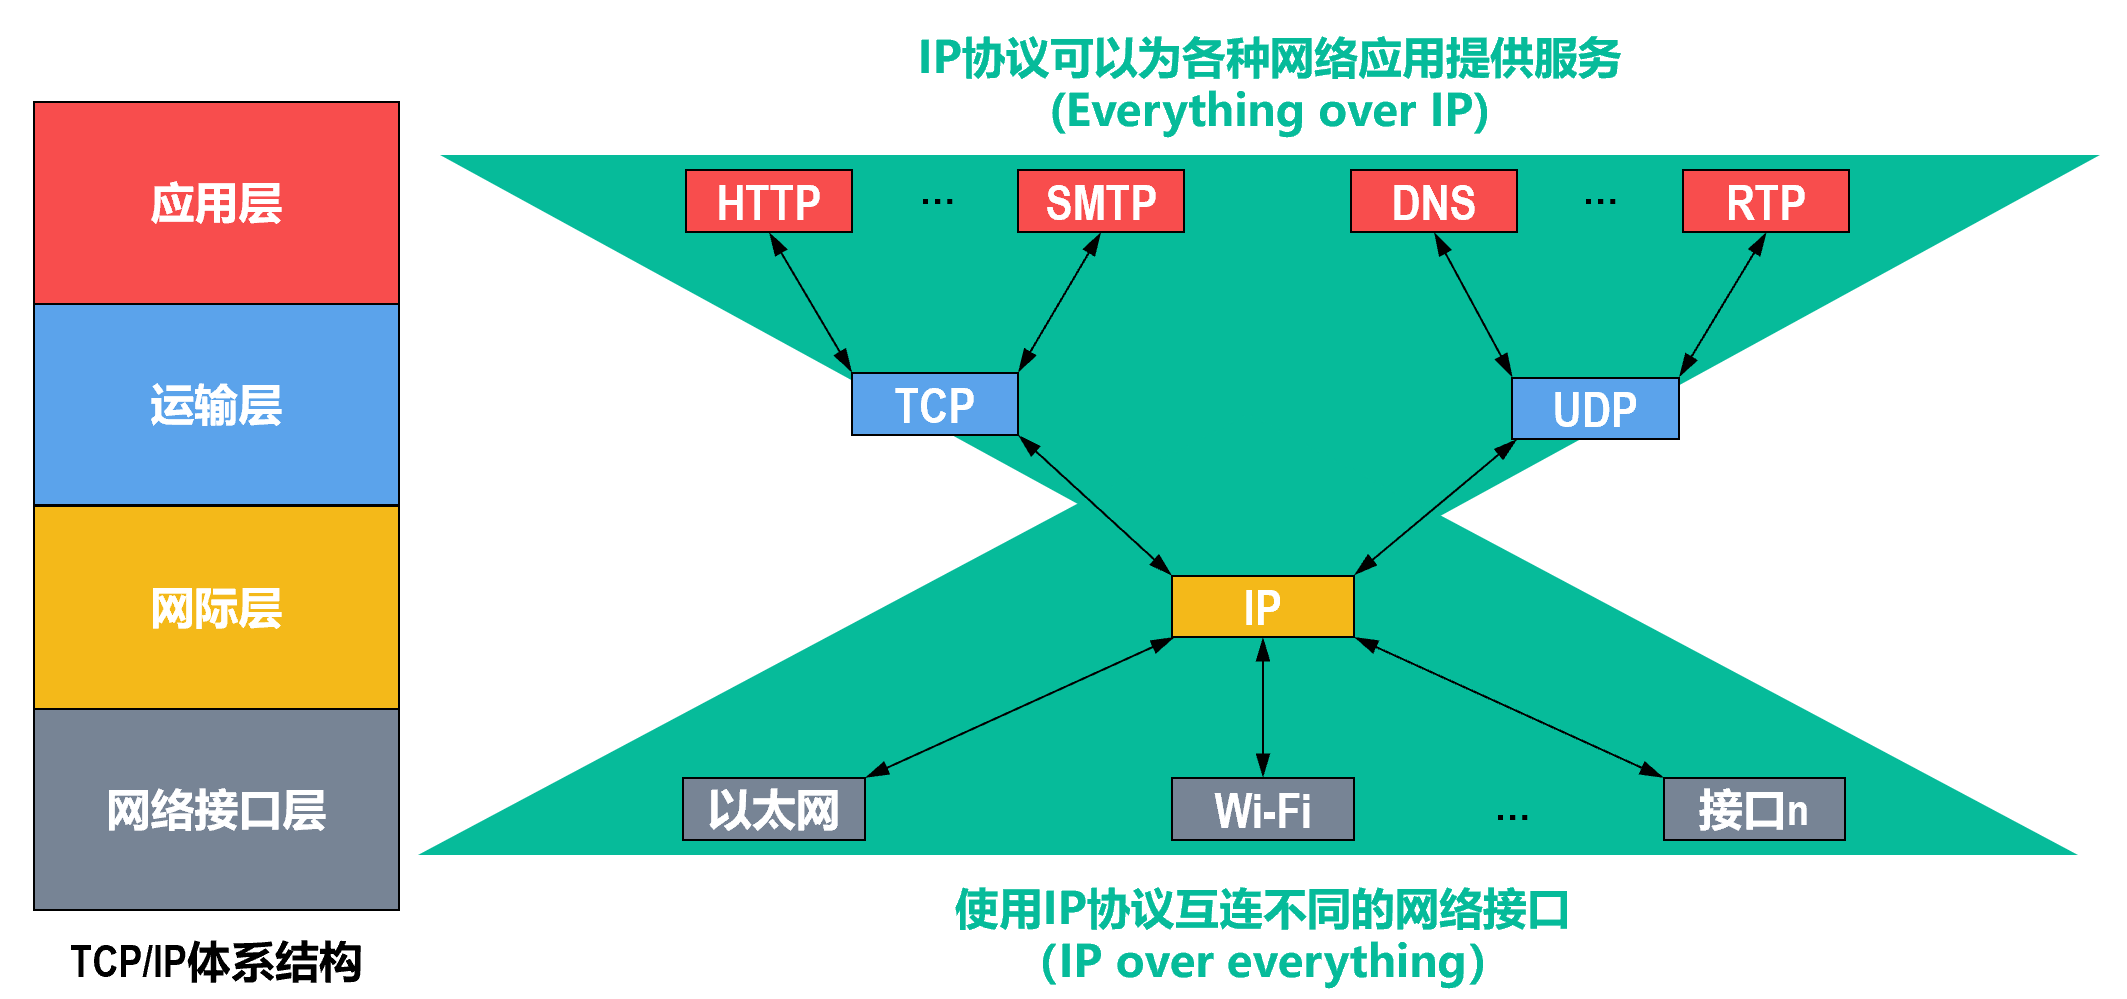 IP协议可以为各种网络应用提供服务
(Everything over IP)
应用层
HTTP … SMTP DNS … RTP
运输层
TCP UDP
网际层
IP
网络接口层
以太网 Wi-Fi … 接口n
使用IP协议互连不同的网络接口
(IP over everything)
TCP/IP体系结构